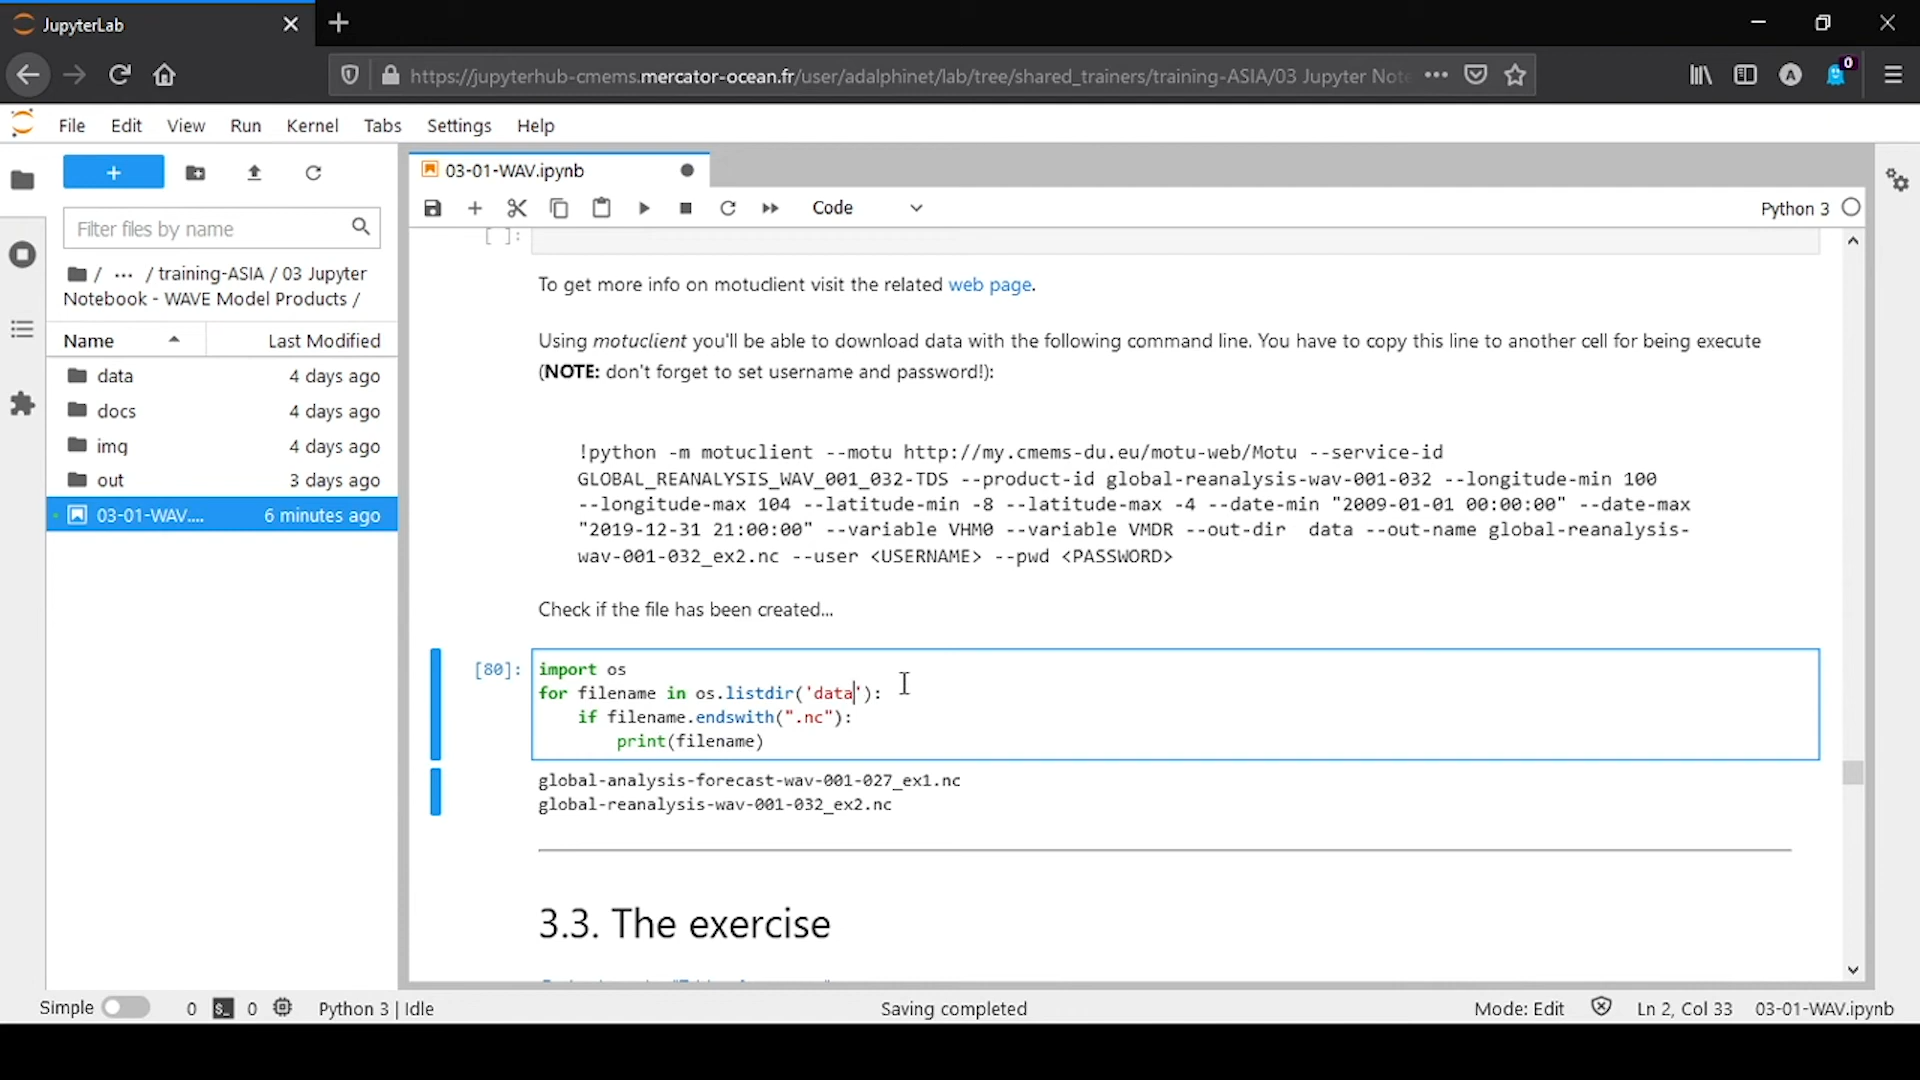 JupyterLab
https://jupyterhub-cmems.mercator-ocean.fr/user/adalphinet/lab/tree/shared_trainers/training-ASIA/03 Jupyter Note
A
0
File Edit View Run Kernel Tabs Settings Help
03-01-WAV.ipynb
Code
Python 3
Filter files by name
/ ··· / training-ASIA / 03 Jupyter
Notebook - WAVE Model Products /
Name Last Modified
data 4 days ago
docs 4 days ago
img 4 days ago
out 3 days ago
03-01-WAV.... 6 minutes ago
[ ]:
To get more info on motuclient visit the related web page.
Using motuclient you'll be able to download data with the following command line. You have to copy this line to another cell for being execute
(NOTE: don't forget to set username and password!):
!python -m motuclient --motu http://my.cmems-du.eu/motu-web/Motu --service-id
GLOBAL_REANALYSIS_WAV_001_032-TDS --product-id global-reanalysis-wav-001-032 --longitude-min 100
--longitude-max 104 --latitude-min -8 --latitude-max -4 --date-min "2009-01-01 00:00:00" --date-max
"2019-12-31 21:00:00" --variable VHM0 --variable VMDR --out-dir data --out-name global-reanalysis-
wav-001-032_ex2.nc --user <USERNAME> --pwd <PASSWORD>
Check if the file has been created...
[80]:
import os
for filename in os.listdir('data'):
if filename.endswith(".nc"):
print(filename)
global-analysis-forecast-wav-001-027_ex1.nc
global-reanalysis-wav-001-032_ex2.nc
3.3. The exercise
Simple 0 0 Python 3 | Idle Saving completed Mode: Edit Ln 2, Col 33 03-01-WAV.ipynb